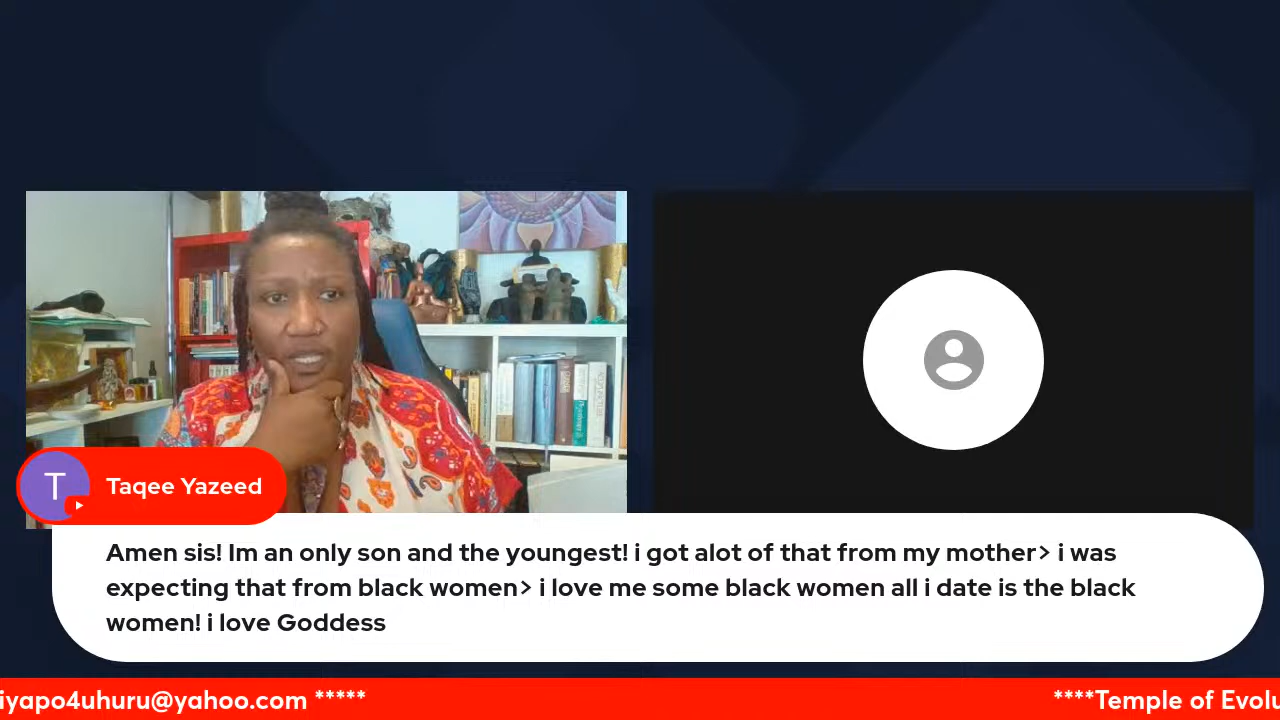 T
Taqee Yazeed
Amen sis! Im an only son and the youngest! i got alot of that from my mother> i was
expecting that from black women> i love me some black women all i date is the black
women! i love Goddess
iyapo4uhuru@yahoo.com ***** ****Temple of Evolu